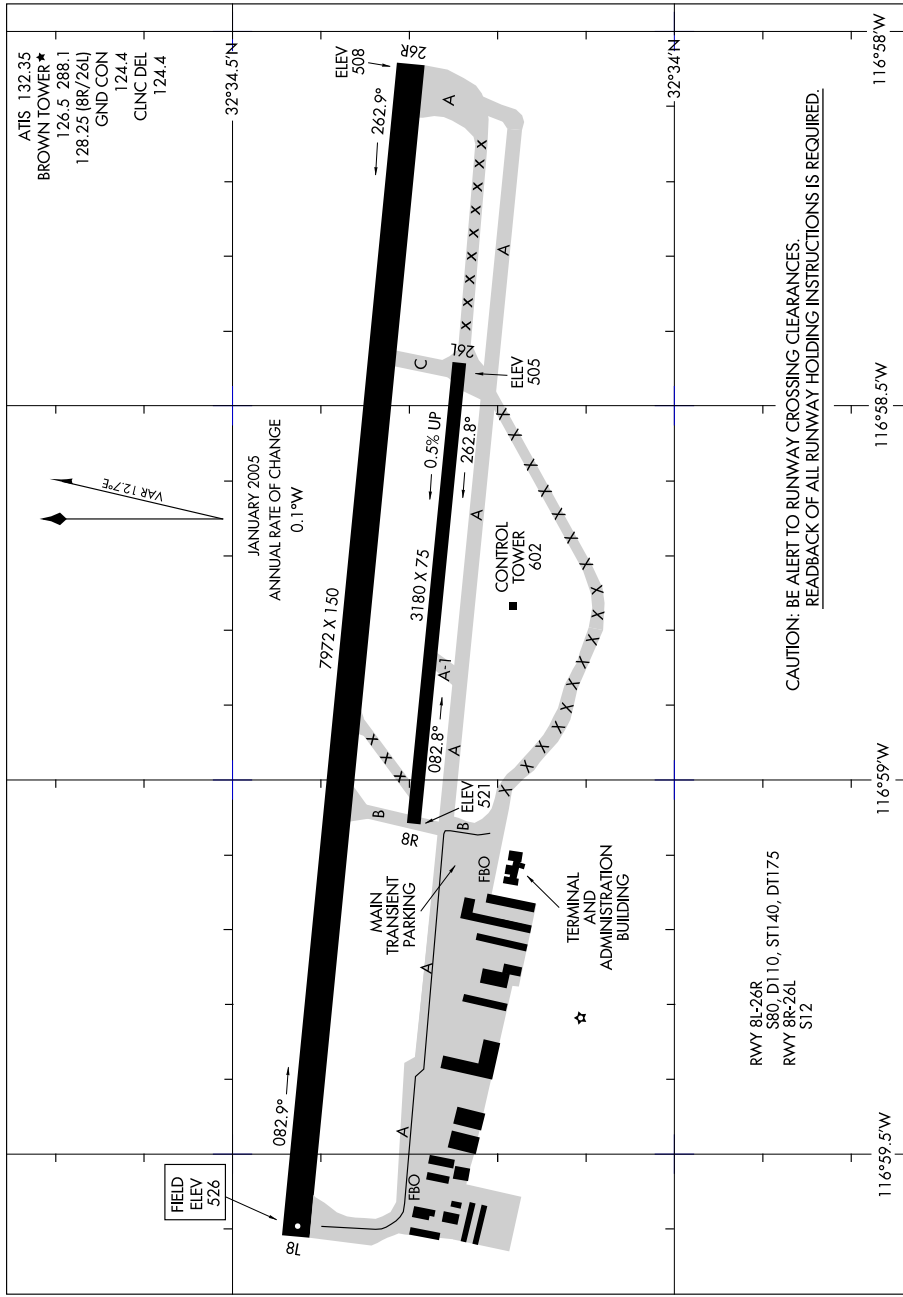 ATIS 132.35
BROWN TOWER★
126.5 288.1
128.25 (8R/26L)
GND CON
124.4
CLNC DEL
124.4
32°34.5'N
32°34'N
116°58'W
116°58.5'W
116°59'W
116°59.5'W
VAR 12.7°E
JANUARY 2005
ANNUAL RATE OF CHANGE
0.1°W
FIELD
ELEV
526
8L
082.9°
7972 X 150
262.9°
ELEV
508
26R
A
A
X X X X X X X X X
C
26L
ELEV
505
0.5% UP
262.8°
3180 X 75
A
A-1
082.8°
A
X X X
8R
ELEV
521
B
B
CONTROL
TOWER
602
X X X X X X X X X X X X X X X X X
MAIN
TRANSIENT
PARKING
FBO
A
A
FBO
TERMINAL
AND
ADMINISTRATION
BUILDING
RWY 8L-26R
S80, D110, ST140, DT175
RWY 8R-26L
S12
CAUTION: BE ALERT TO RUNWAY CROSSING CLEARANCES.
READBACK OF ALL RUNWAY HOLDING INSTRUCTIONS IS REQUIRED.